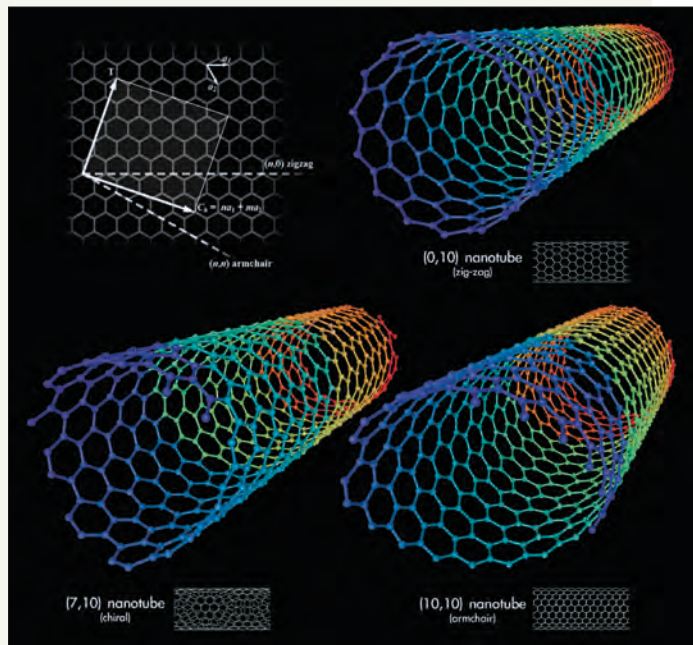 T
a₁
a₂
(n,0) zigzag
Cₕ = na₁ + ma₂
(n,n) armchair
(0,10) nanotube
(zig-zag)
(7,10) nanotube
(chiral)
(10,10) nanotube
(armchair)